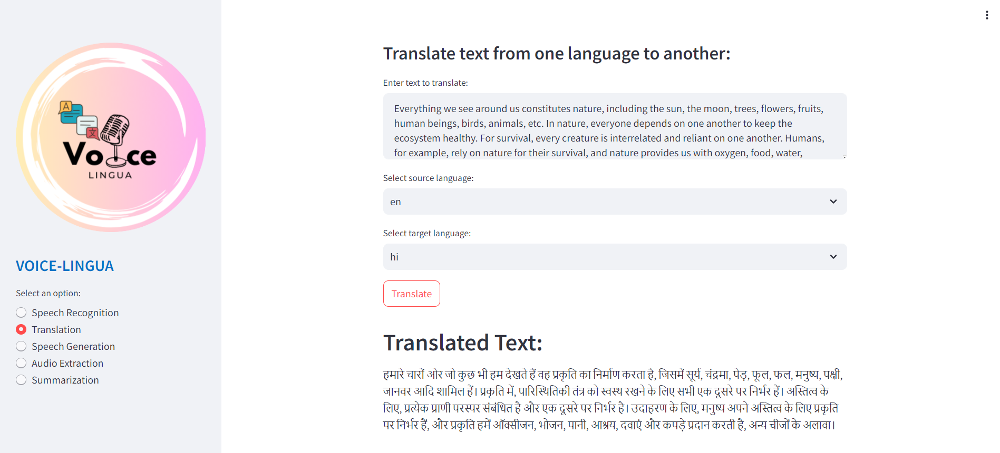 A
文
Voice
LINGUA
VOICE-LINGUA
Select an option:
Speech Recognition
Translation
Speech Generation
Audio Extraction
Summarization
Translate text from one language to another:
Enter text to translate:
Everything we see around us constitutes nature, including the sun, the moon, trees, flowers, fruits,
human beings, birds, animals, etc. In nature, everyone depends on one another to keep the
ecosystem healthy. For survival, every creature is interrelated and reliant on one another. Humans,
for example, rely on nature for their survival, and nature provides us with oxygen, food, water,
Select source language:
en
Select target language:
hi
Translate
Translated Text:
हमारे चारों ओर जो कुछ भी हम देखते हैं वह प्रकृति का निर्माण करता है, जिसमें सूर्य, चंद्रमा, पेड़, फूल, फल, मनुष्य, पक्षी,
जानवर आदि शामिल हैं। प्रकृति में, पारिस्थितिकी तंत्र को स्वस्थ रखने के लिए सभी एक दूसरे पर निर्भर हैं। अस्तित्व के
लिए, प्रत्येक प्राणी परस्पर संबंधित है और एक दूसरे पर निर्भर है। उदाहरण के लिए, मनुष्य अपने अस्तित्व के लिए प्रकृति
पर निर्भर हैं, और प्रकृति हमें ऑक्सीजन, भोजन, पानी, आश्रय, दवाएं और कपड़े प्रदान करती है, अन्य चीजों के अलावा।